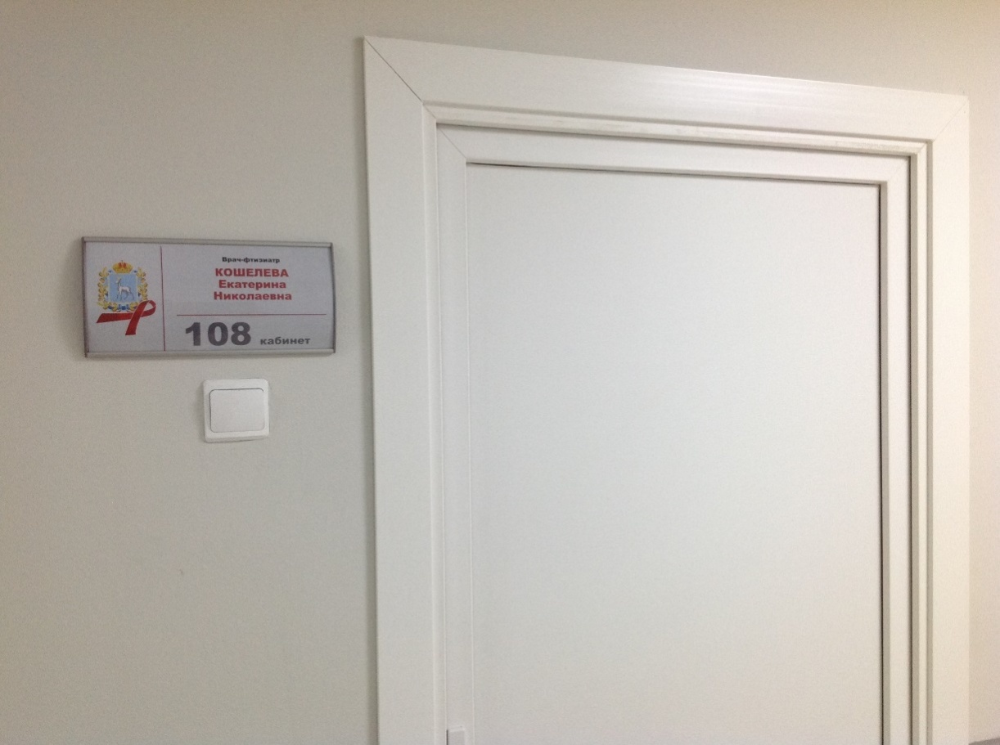 Врач-фтизиатр
КОШЕЛЕВА
Екатерина
Николаевна
108 кабинет